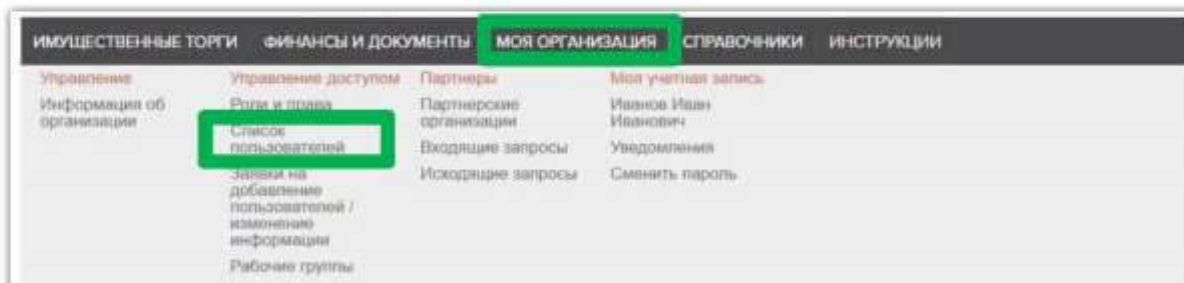 ИМУЩЕСТВЕННЫЕ ТОРГИ ФИНАНСЫ И ДОКУМЕНТЫ МОЯ ОРГАНИЗАЦИЯ СПРАВОЧНИКИ ИНСТРУКЦИИ
Управление
Информация об
организации
Управление доступом
Роли и права
Список
пользователей
Заявки на
добавление
пользователей /
изменение
информации
Рабочие группы
Партнеры
Партнерские
организации
Входящие запросы
Исходящие запросы
Моя учетная запись
Иванов Иван
Иванович
Уведомления
Сменить пароль